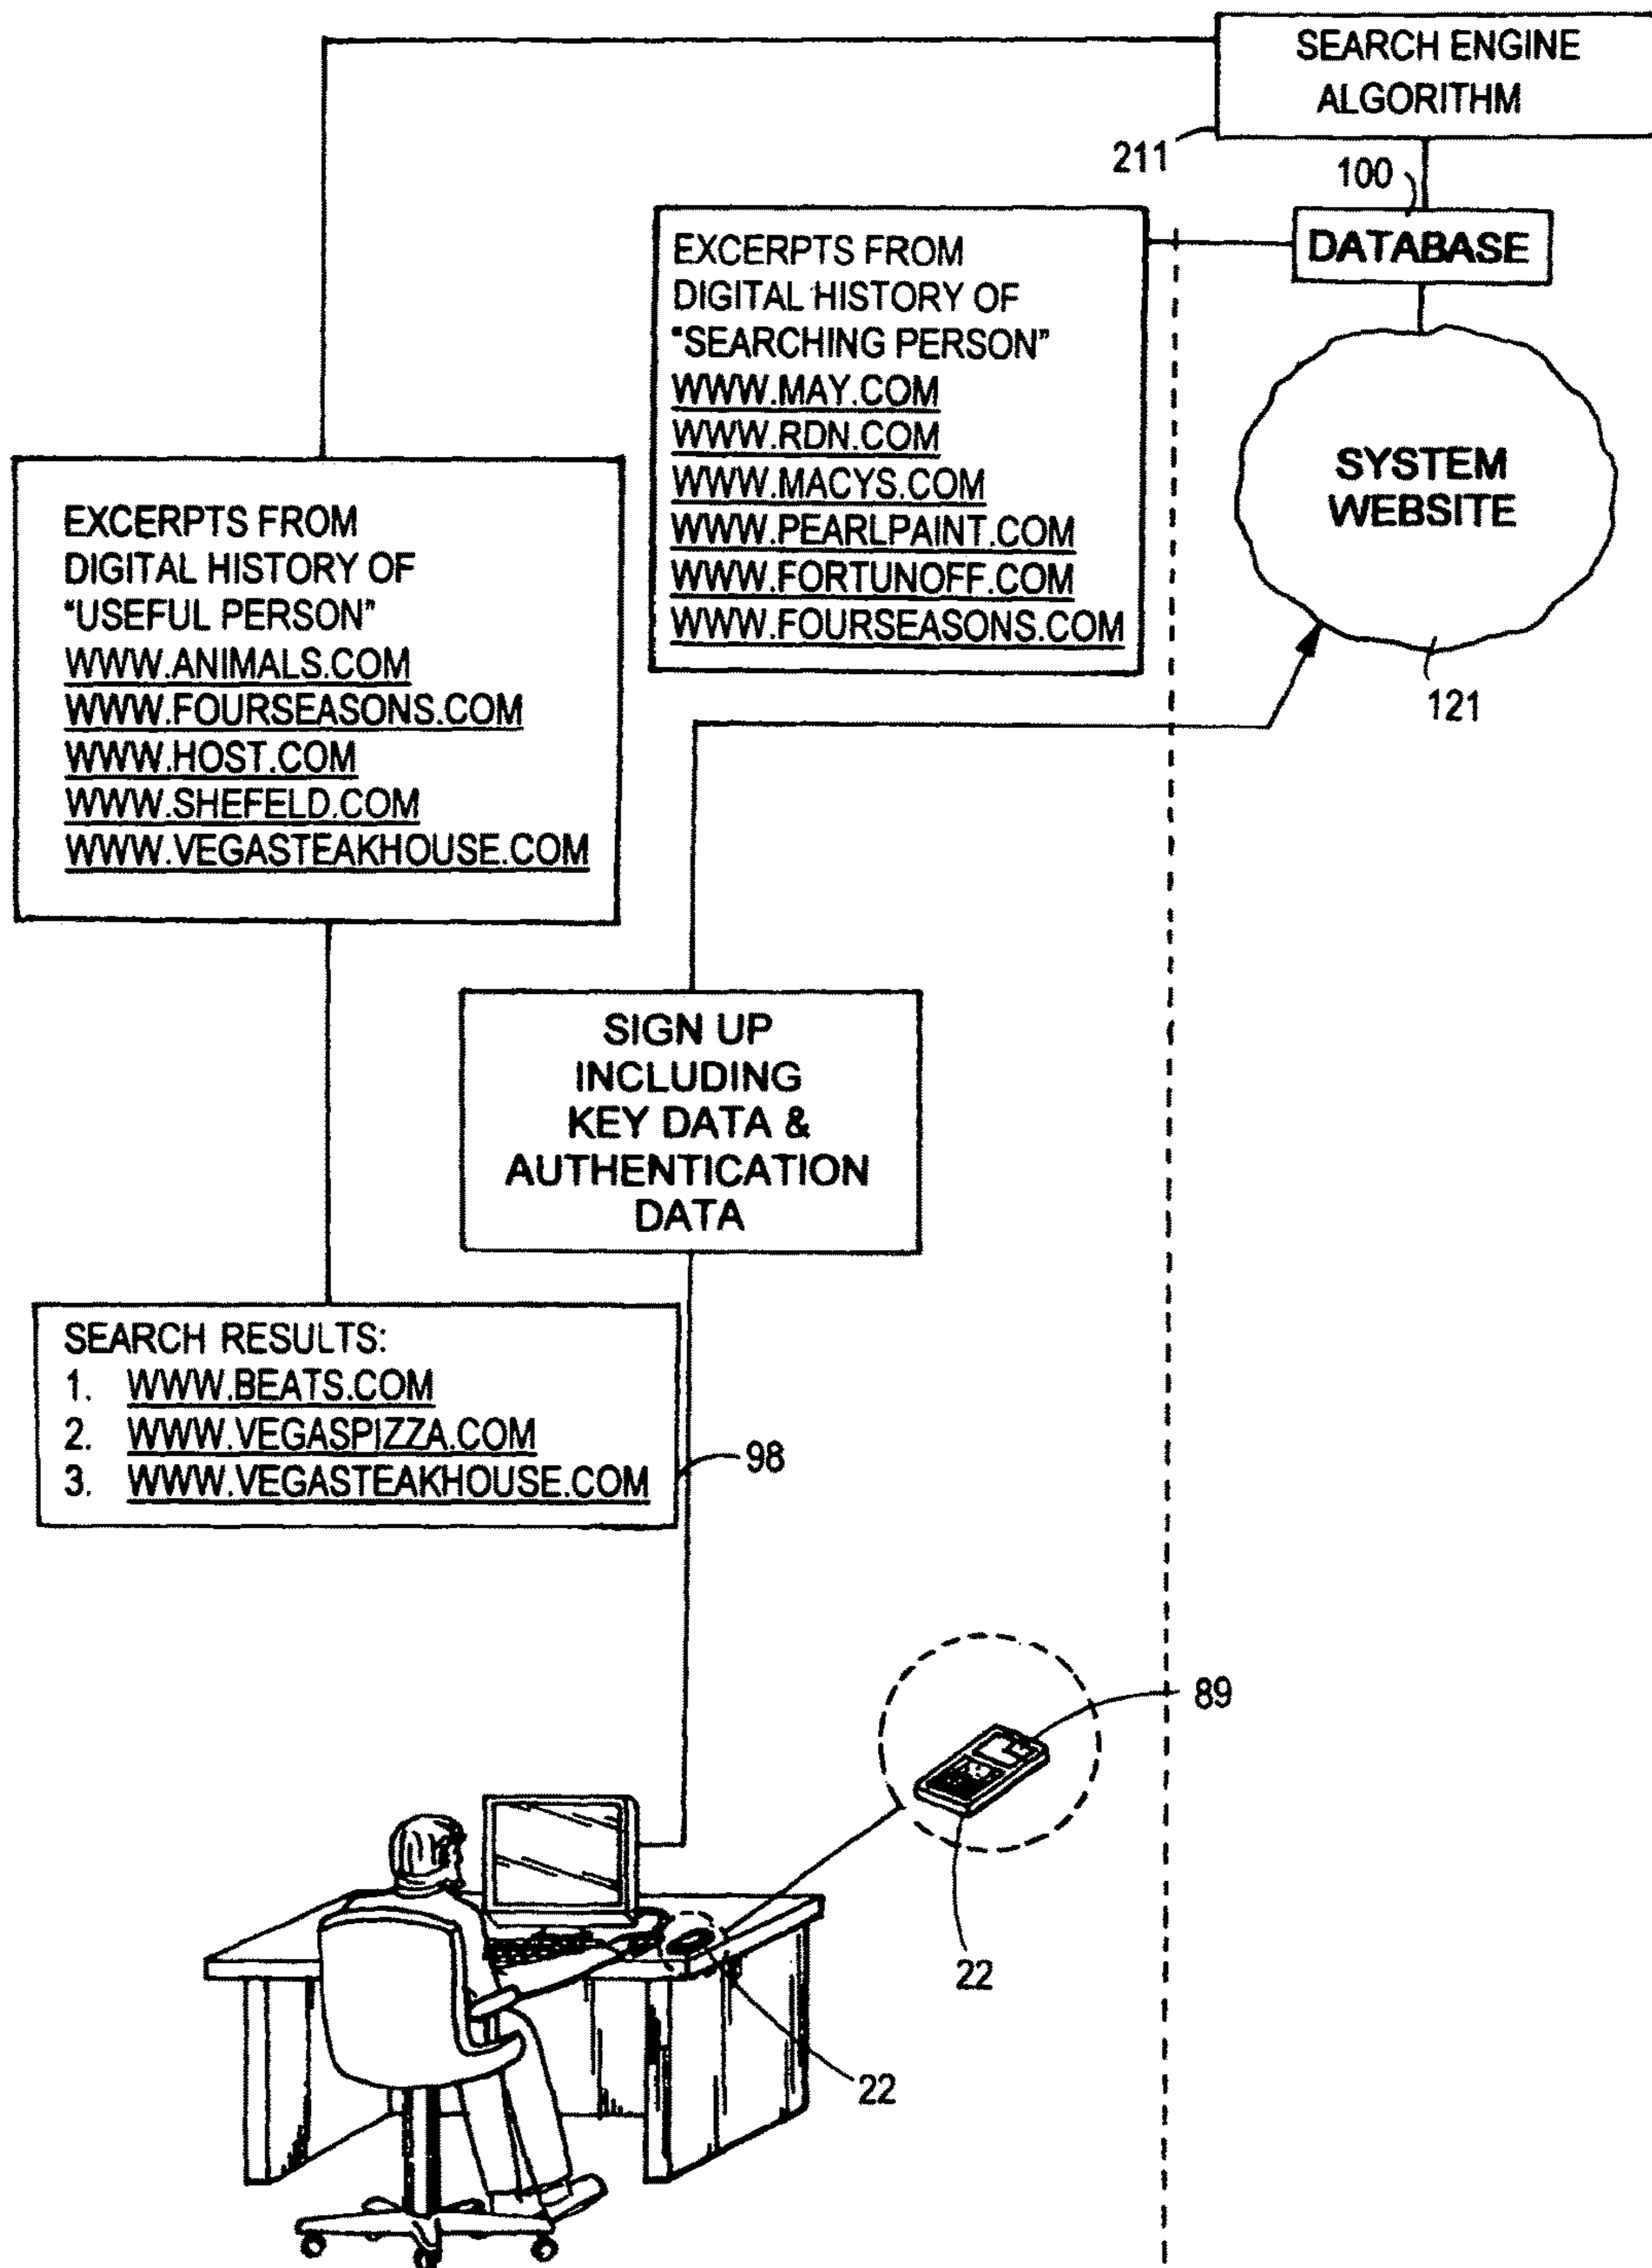 SEARCH ENGINE
ALGORITHM
211
100
DATABASE
EXCERPTS FROM
DIGITAL HISTORY OF
"SEARCHING PERSON"
WWW.MAY.COM
WWW.RDN.COM
WWW.MACYS.COM
WWW.PEARLPAINT.COM
WWW.FORTUNOFF.COM
WWW.FOURSEASONS.COM
SYSTEM
WEBSITE
121
EXCERPTS FROM
DIGITAL HISTORY OF
"USEFUL PERSON"
WWW.ANIMALS.COM
WWW.FOURSEASONS.COM
WWW.HOST.COM
WWW.SHEFELD.COM
WWW.VEGASTEAKHOUSE.COM
SIGN UP
INCLUDING
KEY DATA &
AUTHENTICATION
DATA
SEARCH RESULTS:
1. WWW.BEATS.COM
2. WWW.VEGASPIZZA.COM
3. WWW.VEGASTEAKHOUSE.COM
98
89
22
22